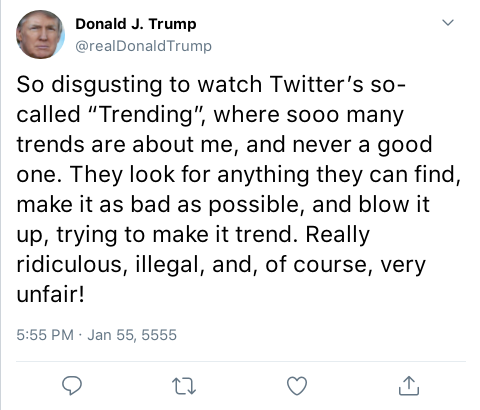 Donald J. Trump
@realDonaldTrump
So disgusting to watch Twitter’s so-
called “Trending”, where sooo many
trends are about me, and never a good
one. They look for anything they can find,
make it as bad as possible, and blow it
up, trying to make it trend. Really
ridiculous, illegal, and, of course, very
unfair!
5:55 PM · Jan 55, 5555